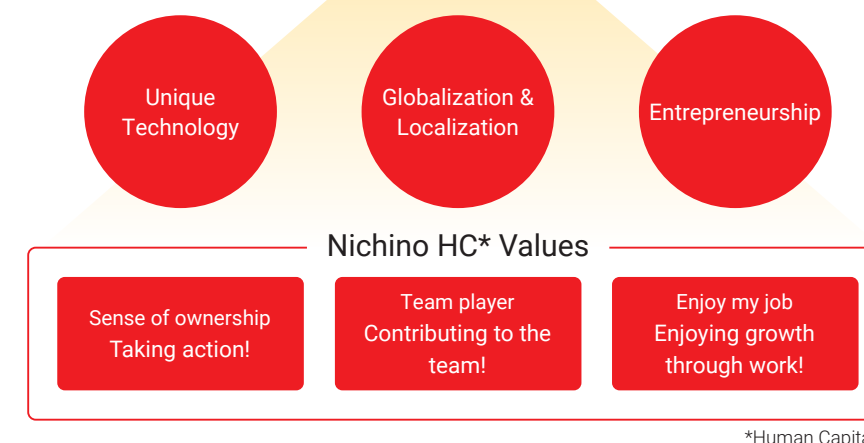 Unique
Technology
Globalization &
Localization
Entrepreneurship
Nichino HC* Values
Sense of ownership
Taking action!
Team player
Contributing to the
team!
Enjoy my job
Enjoying growth
through work!
*Human Capita